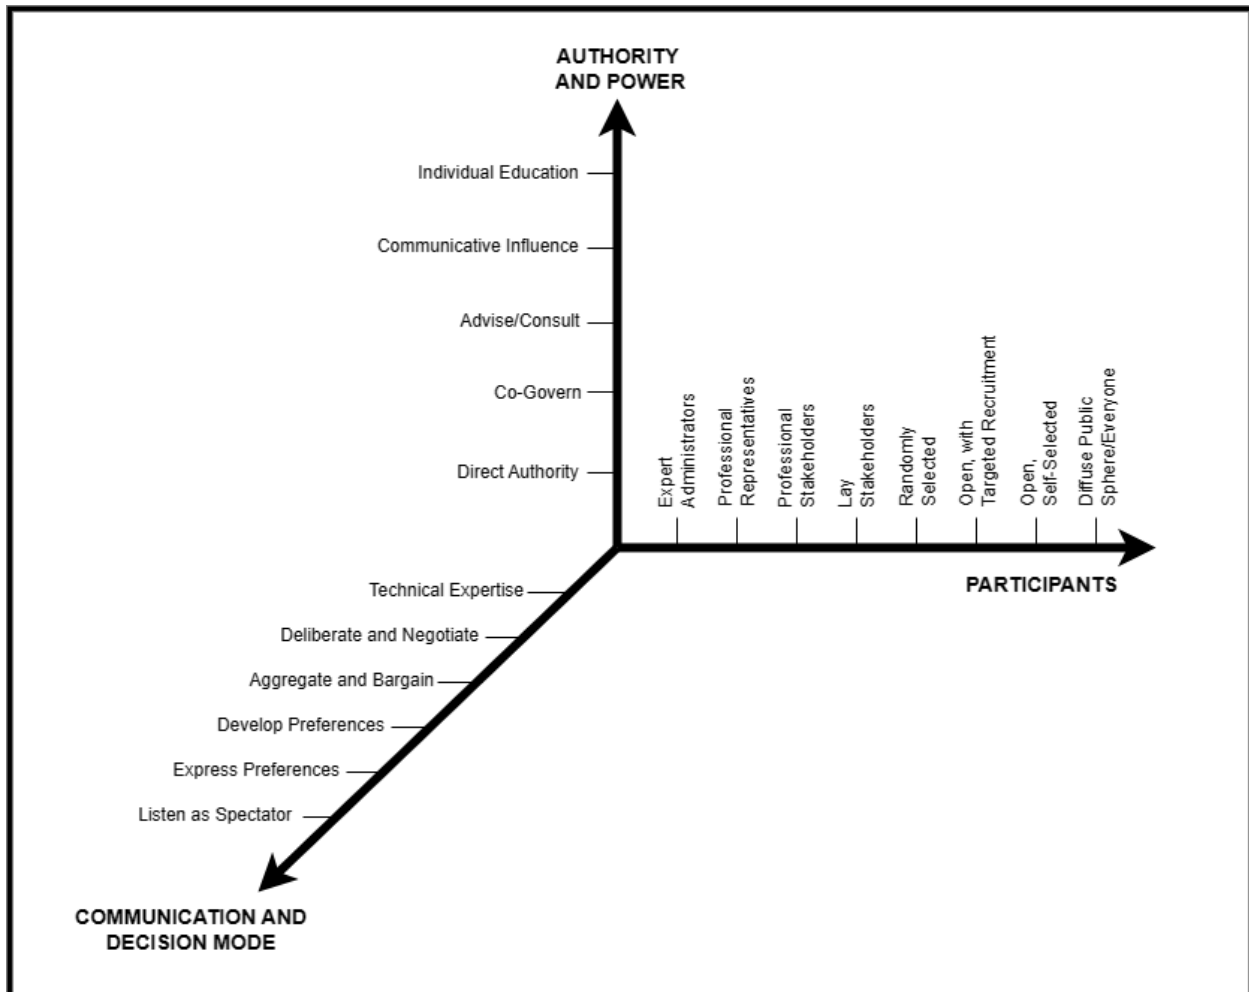 AUTHORITY
AND POWER
Individual Education
Communicative Influence
Advise/Consult
Co-Govern
Direct Authority
Expert
Administrators
Professional
Representatives
Professional
Stakeholders
Lay
Stakeholders
Randomly
Selected
Open, with
Targeted Recruitment
Open,
Self-Selected
Diffuse Public
Sphere/Everyone
PARTICIPANTS
Technical Expertise
Deliberate and Negotiate
Aggregate and Bargain
Develop Preferences
Express Preferences
Listen as Spectator
COMMUNICATION AND
DECISION MODE